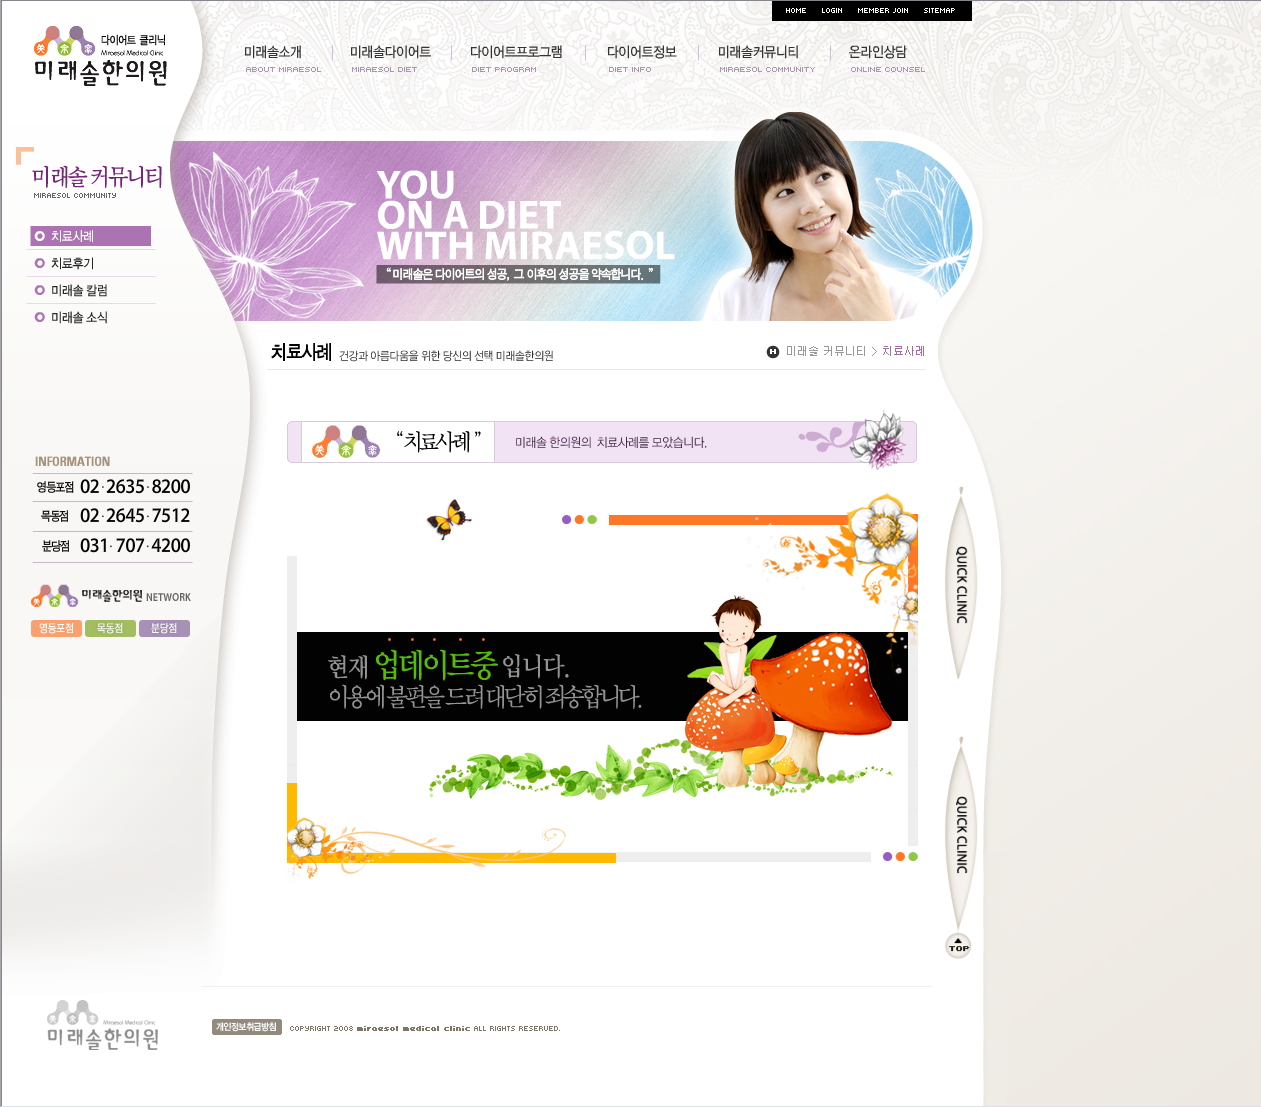 HOME LOGIN MEMBER JOIN SITEMAP
다이어트 클리닉
Miraesol Medical Clinic
미래솔한의원
미래솔소개 미래솔다이어트 다이어트프로그램 다이어트정보 미래솔커뮤니티 온라인상담
ABOUT MIRAESOL MIRAESOL DIET DIET PROGRAM DIET INFO MIRAESOL COMMUNITY ONLINE COUNSEL
미래솔 커뮤니티
MIRAESOL COMMUNITY
치료사례
치료후기
미래솔 칼럼
미래솔 소식
YOU
ON A DIET
WITH MIRAESOL
“미래솔은 다이어트의 성공, 그 이후의 성공을 약속합니다. ”
치료사례 건강과 아름다움을 위한 당신의 선택 미래솔한의원
H 미래솔 커뮤니티 > 치료사례
“치료사례” 미래솔 한의원의 치료사례를 모았습니다.
INFORMATION
영등포점 02·2635·8200
목동점 02·2645·7512
분당점 031·707·4200
미래솔한의원 NETWORK
영등포점 목동점 분당점
현재 업데이트중 입니다.
이용에 불편을 드려 대단히 죄송합니다.
QUICK CLINIC
QUICK CLINIC
TOP
Miraesol Medical Clinic
미래솔한의원
개인정보취급방침 COPYRIGHT 2008 miraesol medical clinic ALL RIGHTS RESERVED.